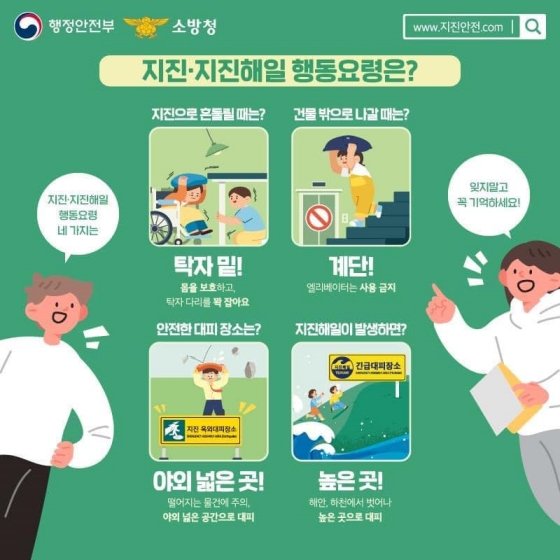 행정안전부
소방청
www.지진안전.com
지진·지진해일 행동요령은?
지진으로 흔들릴 때는?
탁자 밑!
몸을 보호하고,
탁자 다리를 꽉 잡아요
건물 밖으로 나갈 때는?
계단!
엘리베이터는 사용 금지
지진·지진해일
행동요령
네 가지는
잊지말고
꼭 기억하세요!
안전한 대피 장소는?
지진 옥외대피장소
야외 넓은 곳!
떨어지는 물건에 주의,
야외 넓은 공간으로 대피
지진해일이 발생하면?
지진해일
긴급대피장소
높은 곳!
해안, 하천에서 벗어나
높은 곳으로 대피